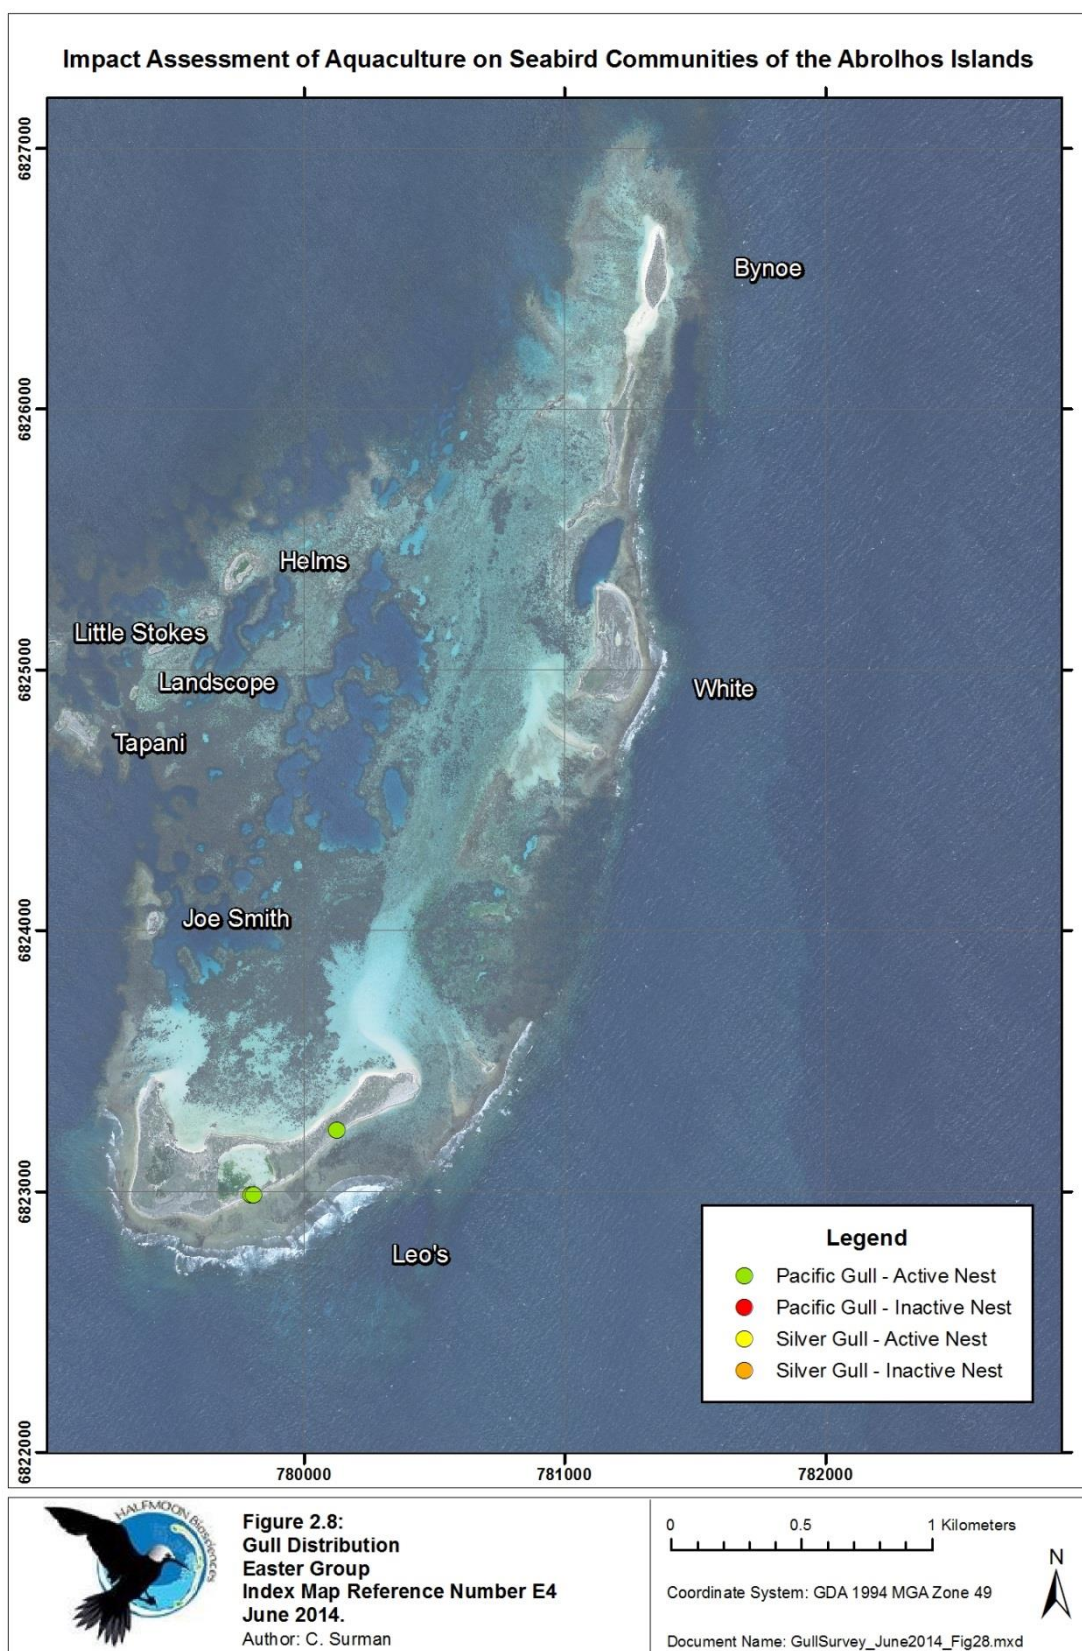 Impact Assessment of Aquaculture on Seabird Communities of the Abrolhos Islands
6827000
Bynoe
6826000
Helms
Little Stokes
6825000
Landscope
White
Tapani
Joe Smith
6824000
6823000
Leo's
Legend
Pacific Gull - Active Nest
Pacific Gull - Inactive Nest
Silver Gull - Active Nest
Silver Gull - Inactive Nest
6822000
780000
781000
782000
HALFMOON Biosciences
Figure 2.8:
Gull Distribution
Easter Group
Index Map Reference Number E4
June 2014.
Author: C. Surman
0 0.5 1 Kilometers
N
Coordinate System: GDA 1994 MGA Zone 49
Document Name: GullSurvey_June2014_Fig28.mxd